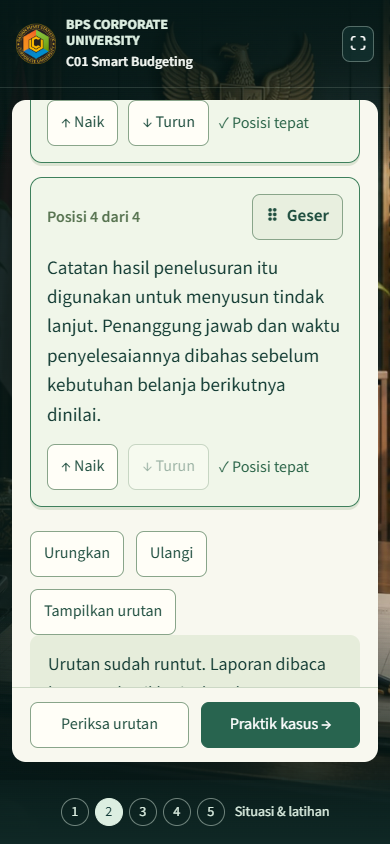 BPS CORPORATE
UNIVERSITY
C01 Smart Budgeting
↑ Naik
↓ Turun
✓ Posisi tepat
Posisi 4 dari 4
⠿ Geser
Catatan hasil penelusuran itu
digunakan untuk menyusun tindak
lanjut. Penanggung jawab dan waktu
penyelesaiannya dibahas sebelum
kebutuhan belanja berikutnya
dinilai.
↑ Naik
↓ Turun
✓ Posisi tepat
Urungkan
Ulangi
Tampilkan urutan
Urutan sudah runtut. Laporan dibaca
Periksa urutan
Praktik kasus →
1 2 3 4 5 Situasi & latihan